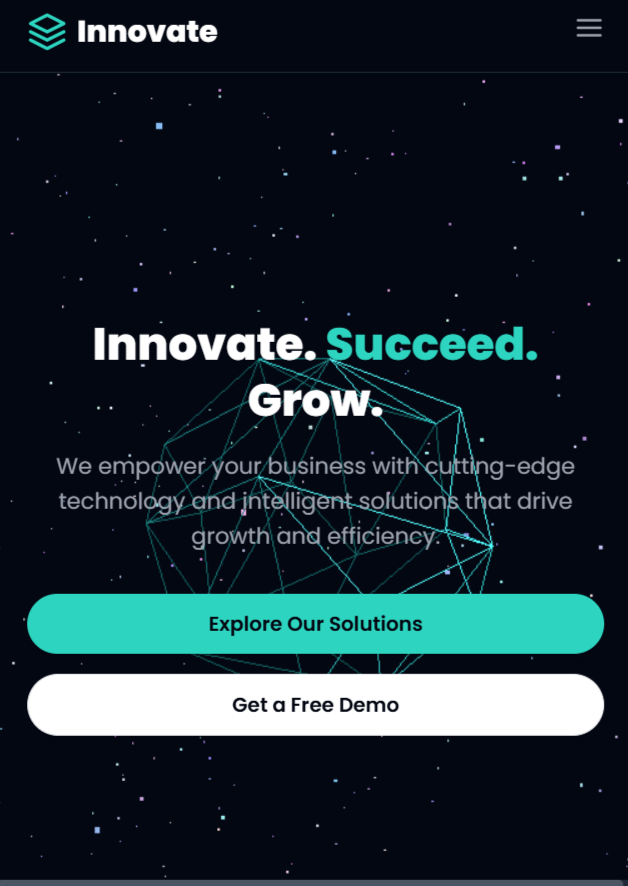 Innovate
Innovate. Succeed.
Grow.
We empower your business with cutting-edge
technology and intelligent solutions that drive
growth and efficiency.
Explore Our Solutions
Get a Free Demo